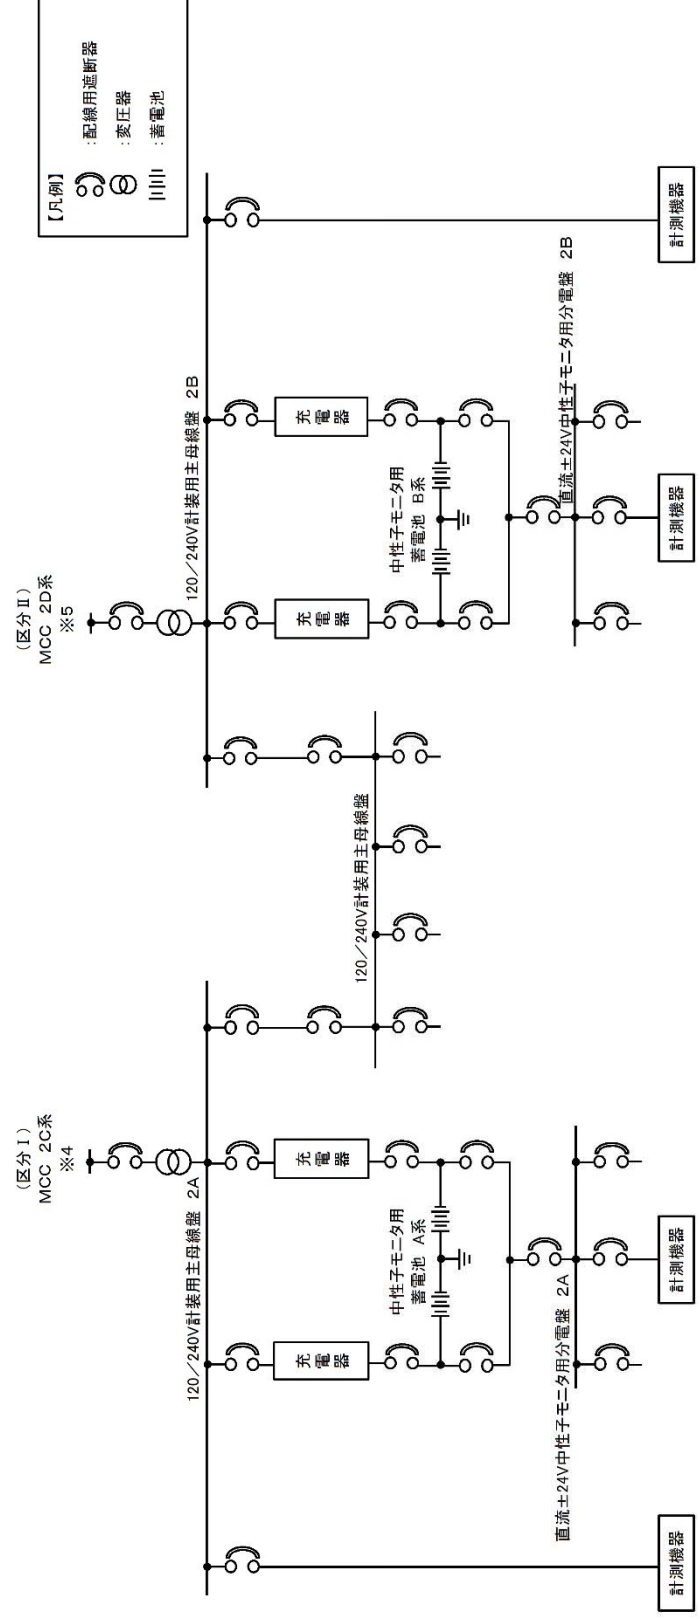 【凡例】
:配線用遮断器
:変圧器
:蓄電池
(区分Ⅰ)
MCC 2C系
※4
(区分Ⅱ)
MCC 2D系
※5
120/240V計装用主母線盤 2A
120/240V計装用主母線盤 2B
120/240V計装用主母線盤
充電器
充電器
充電器
充電器
中性子モニタ用
蓄電池 A系
中性子モニタ用
蓄電池 B系
直流±24V中性子モニタ用分電盤 2A
直流±24V中性子モニタ用分電盤 2B
計測機器
計測機器
計測機器
計測機器